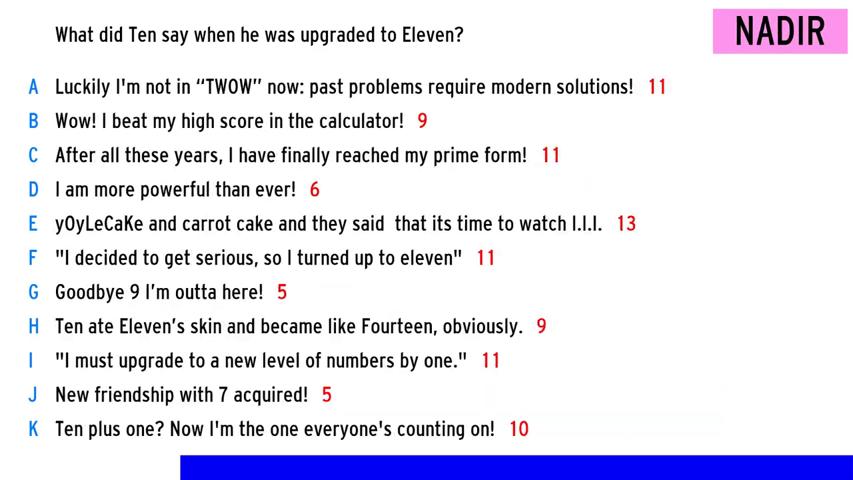 What did Ten say when he was upgraded to Eleven?
NADIR
A Luckily I'm not in “TWOW” now: past problems require modern solutions! 11
B Wow! I beat my high score in the calculator! 9
C After all these years, I have finally reached my prime form! 11
D I am more powerful than ever! 6
E yOyLeCaKe and carrot cake and they said  that its time to watch I.I.I. 13
F "I decided to get serious, so I turned up to eleven" 11
G Goodbye 9 I’m outta here! 5
H Ten ate Eleven’s skin and became like Fourteen, obviously. 9
I "I must upgrade to a new level of numbers by one." 11
J New friendship with 7 acquired! 5
K Ten plus one? Now I'm the one everyone's counting on! 10